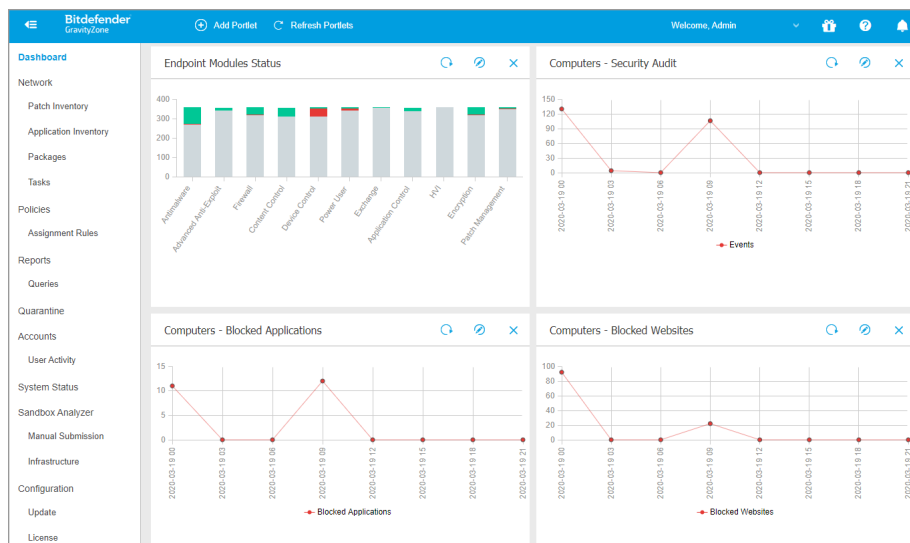 Bitdefender
GravityZone
Add Portlet
Refresh Portlets
Welcome, Admin
Dashboard
Network
Patch Inventory
Application Inventory
Packages
Tasks
Policies
Assignment Rules
Reports
Queries
Quarantine
Accounts
User Activity
System Status
Sandbox Analyzer
Manual Submission
Infrastructure
Configuration
Update
License
Endpoint Modules Status
400
300
200
100
0
Antimalware
Advanced Anti-Exploit
Firewall
Content Control
Device Control
Power User
Exchange
Application Control
HVI
Encryption
Patch Management
Computers - Security Audit
150
120
90
60
30
0
2020-03-19 00
2020-03-19 03
2020-03-19 06
2020-03-19 09
2020-03-19 12
2020-03-19 15
2020-03-19 18
2020-03-19 21
Events
Computers - Blocked Applications
15
10
5
0
2020-03-19 00
2020-03-19 03
2020-03-19 06
2020-03-19 09
2020-03-19 12
2020-03-19 15
2020-03-19 18
2020-03-19 21
Blocked Applications
Computers - Blocked Websites
100
80
60
40
20
0
2020-03-19 00
2020-03-19 03
2020-03-19 06
2020-03-19 09
2020-03-19 12
2020-03-19 15
2020-03-19 18
2020-03-19 21
Blocked Websites